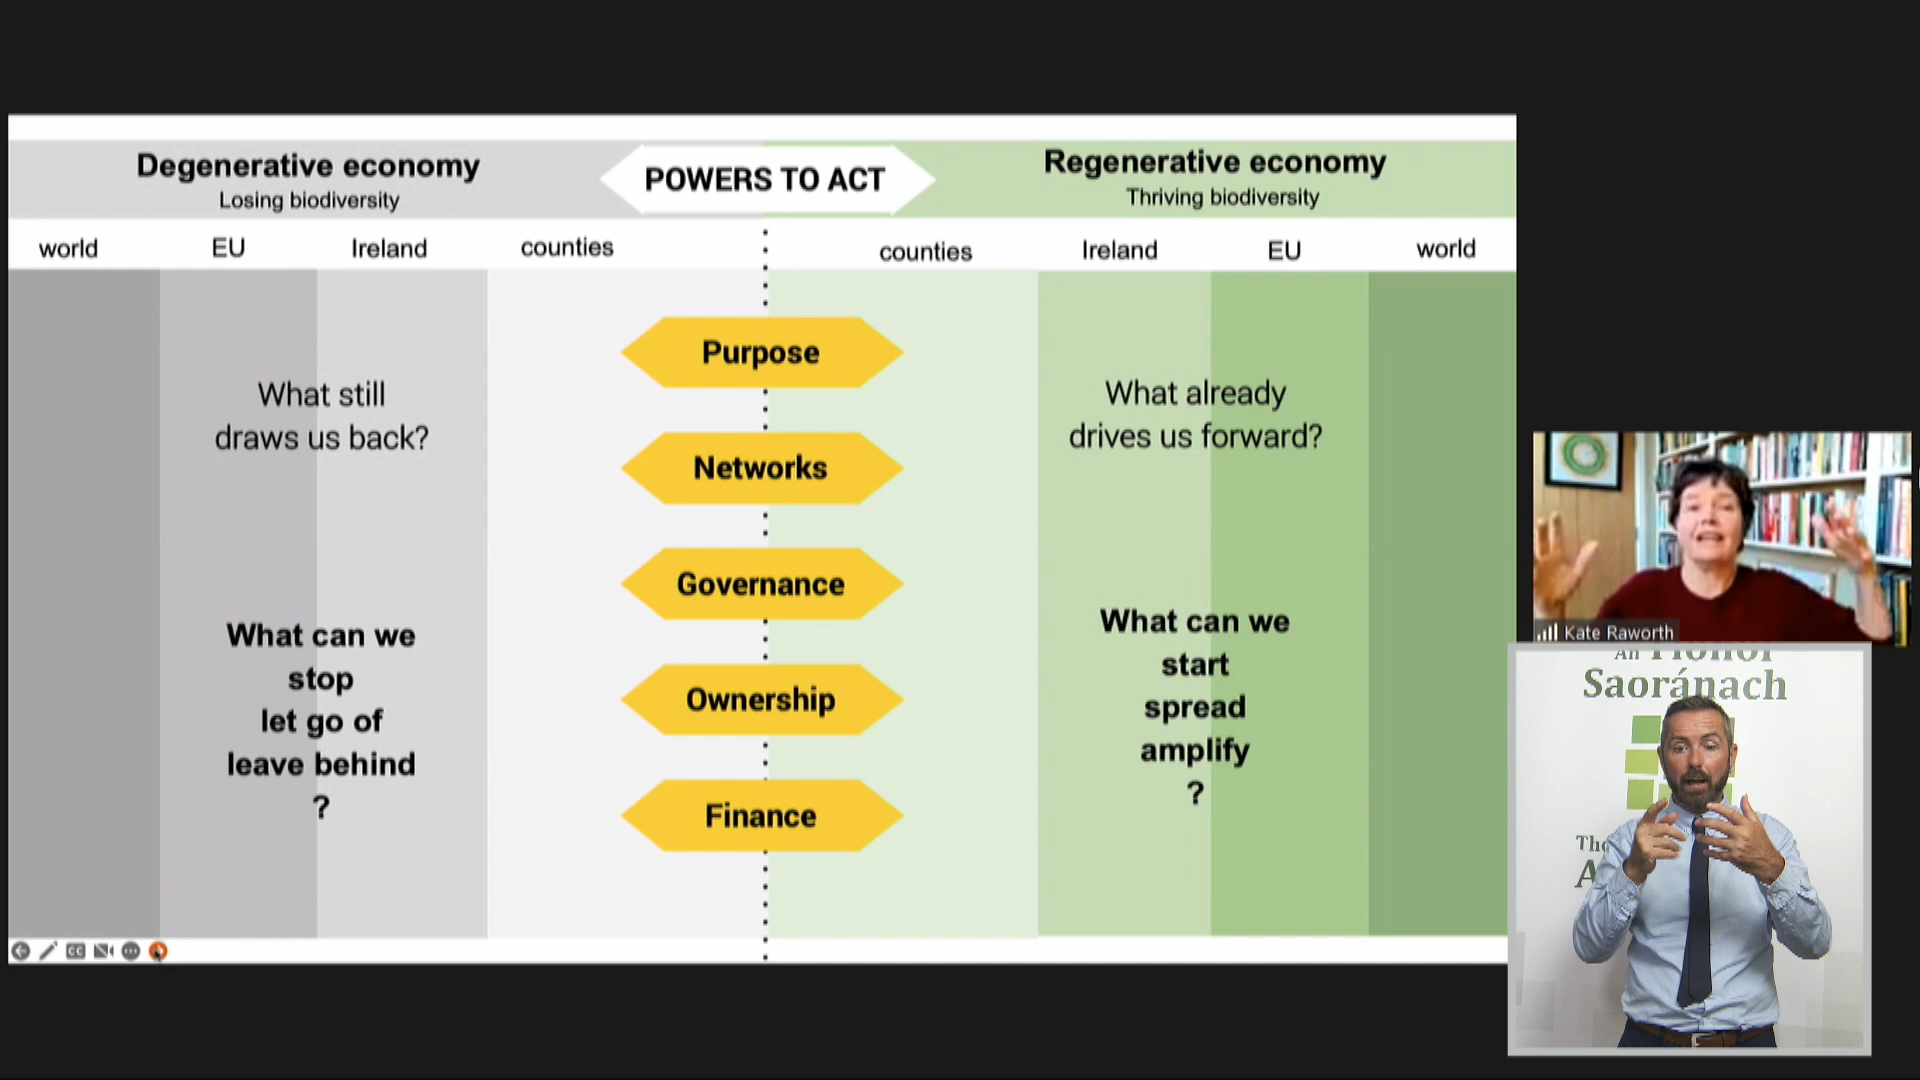 Degenerative economy
Losing biodiversity
POWERS TO ACT
Regenerative economy
Thriving biodiversity
world
EU
Ireland
counties
counties
Ireland
EU
world
What still
draws us back?
What can we
stop
let go of
leave behind
?
Purpose
Networks
Governance
Ownership
Finance
What already
drives us forward?
What can we
start
spread
amplify
?
CC
Kate Raworth
An
Saoránach